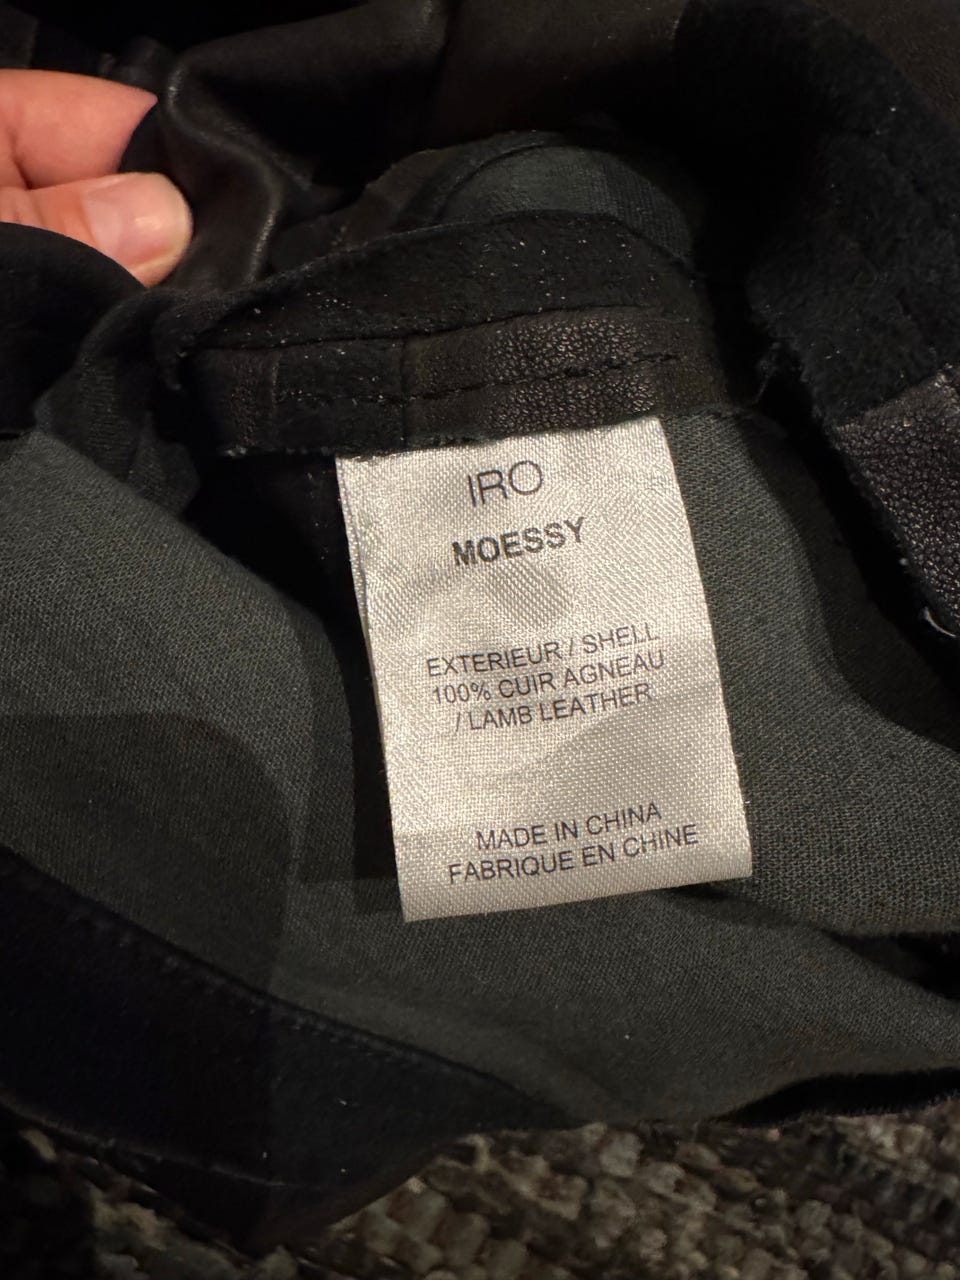 IRO
MOESSY
EXTERIEUR / SHELL
100% CUIR AGNEAU
/ LAMB LEATHER
MADE IN CHINA
FABRIQUE EN CHINE